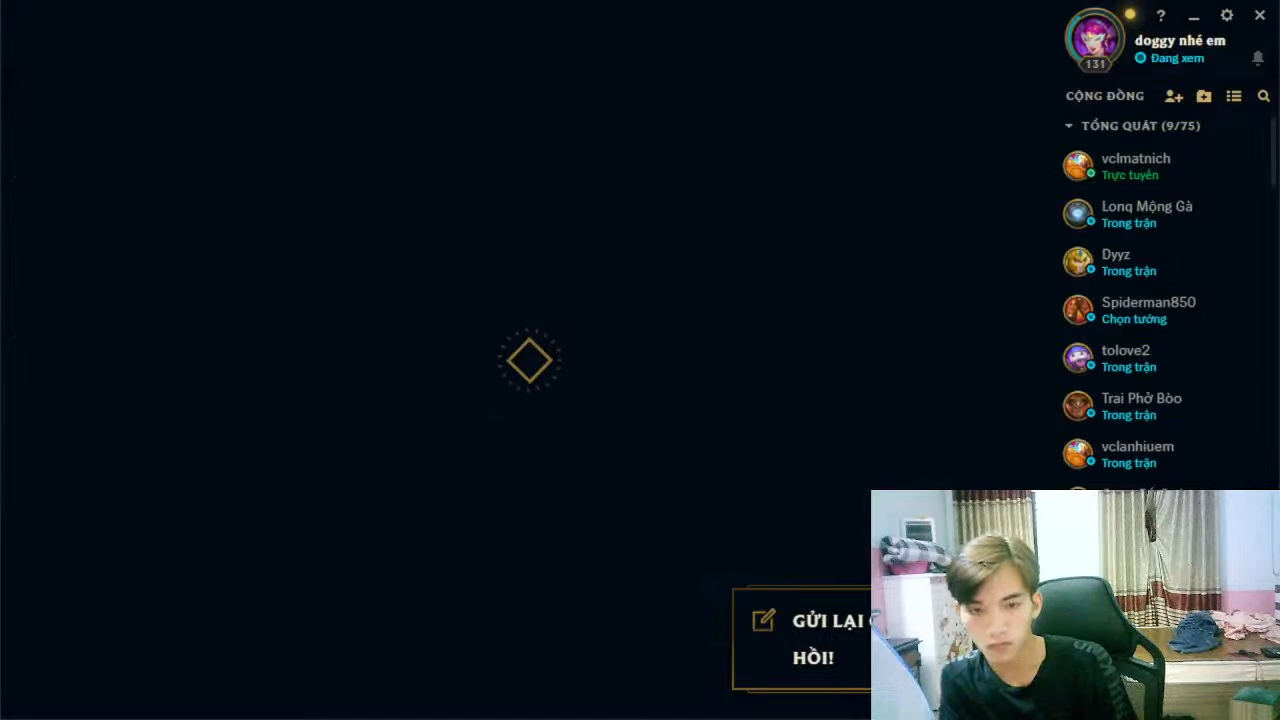 ?
doggy nhé em
131
Đang xem
CỘNG ĐỒNG
TỔNG QUÁT (9/75)
vclmatnich
Trực tuyến
Lonq Mộng Gà
Trong trận
Dyyz
Trong trận
Spiderman850
Chọn tướng
tolove2
Trong trận
Trai Phở Bòo
Trong trận
vclanhiuem
Trong trận
GỬI LẠI
HỒI!